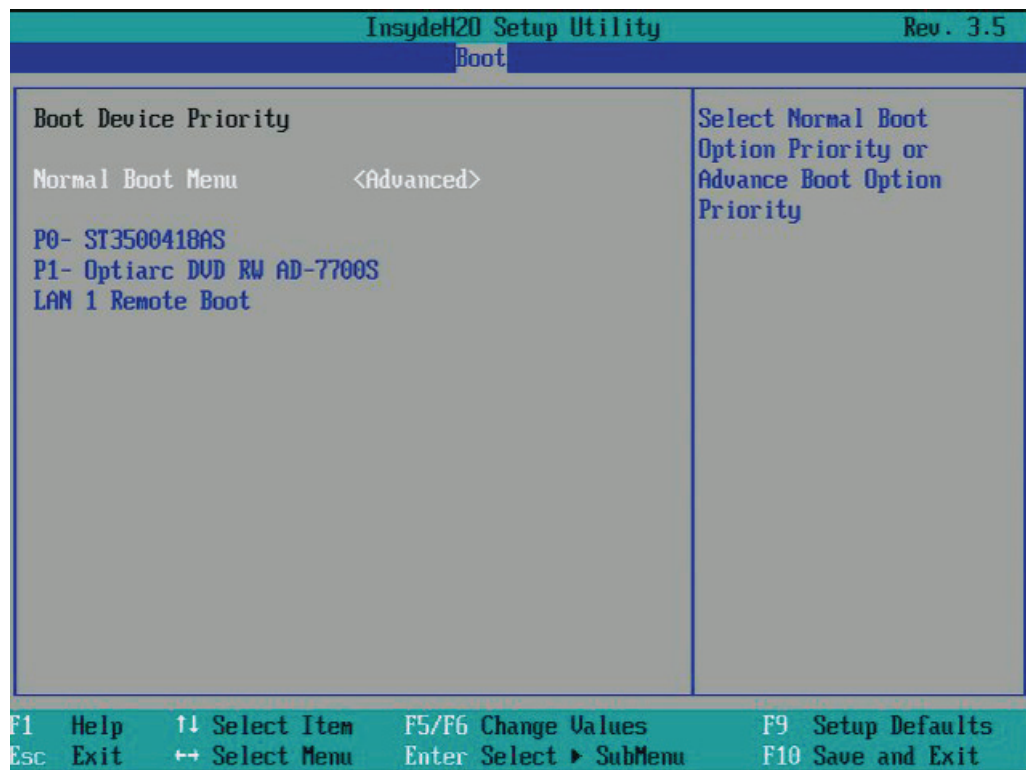 InsydeH2O Setup Utility Rev. 3.5
Boot
Boot Device Priority
Normal Boot Menu <Advanced>
P0- ST3500418AS
P1- Optiarc DVD RW AD-7700S
LAN 1 Remote Boot
Select Normal Boot
Option Priority or
Advance Boot Option
Priority
F1 Help ↑↓ Select Item F5/F6 Change Values F9 Setup Defaults
Esc Exit ↔ Select Menu Enter Select ▶ SubMenu F10 Save and Exit